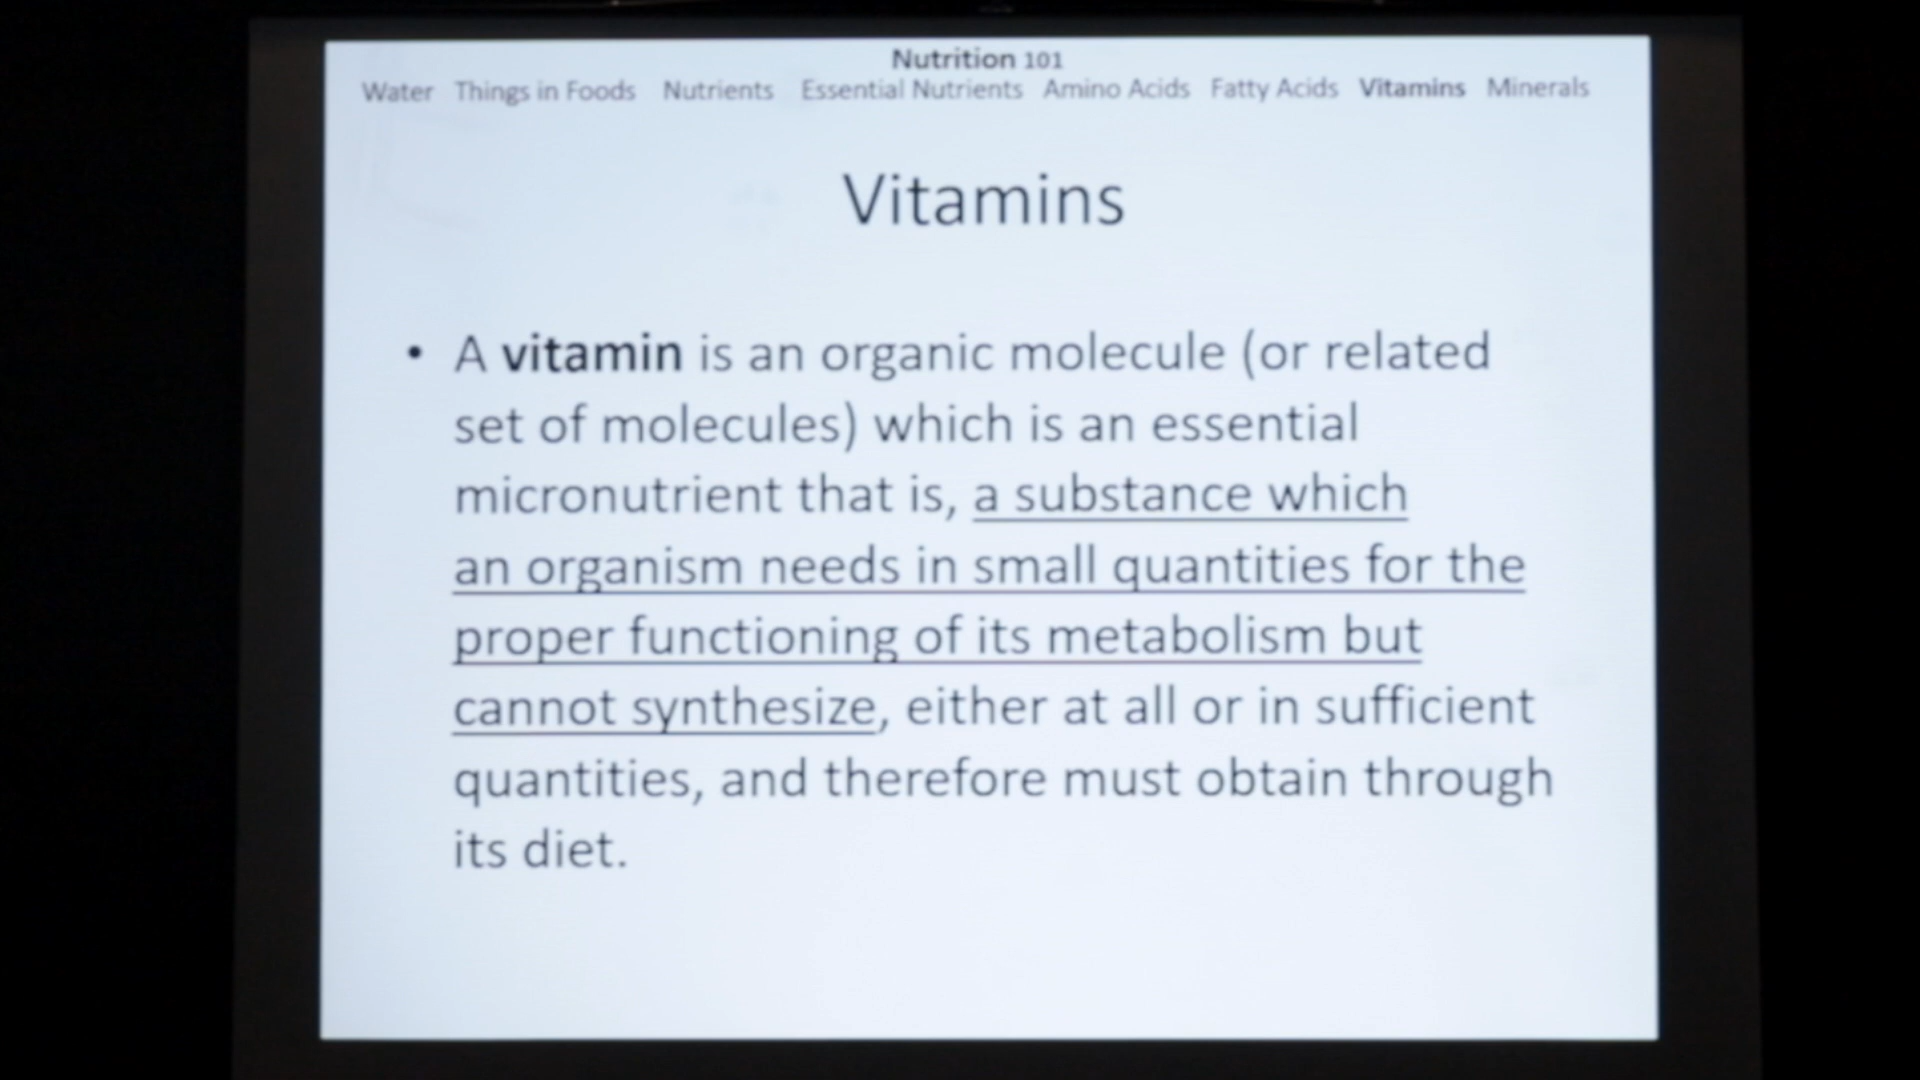 Nutrition 101
Water Things in Foods Nutrients Essential Nutrients Amino Acids Fatty Acids Vitamins Minerals
Vitamins
• A vitamin is an organic molecule (or related
set of molecules) which is an essential
micronutrient that is, a substance which
an organism needs in small quantities for the
proper functioning of its metabolism but
cannot synthesize, either at all or in sufficient
quantities, and therefore must obtain through
its diet.